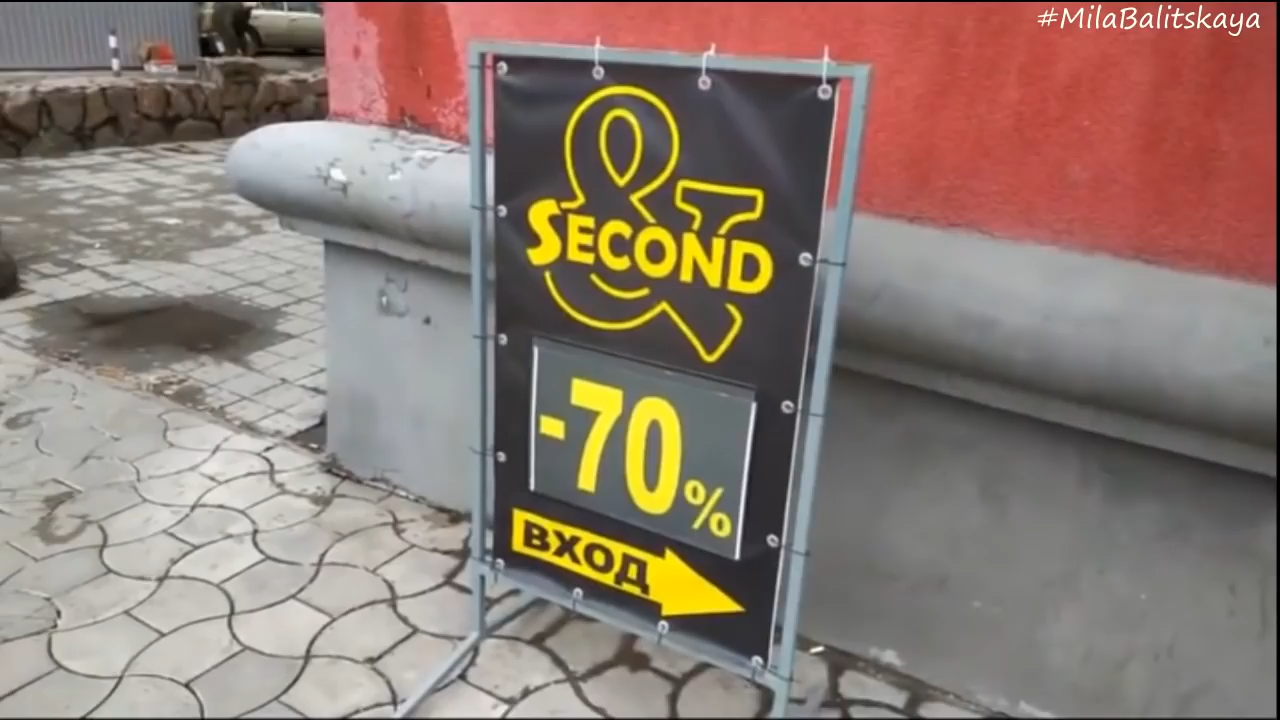 #MilaBalitskaya
&
SECOND
-70%
ВХОД